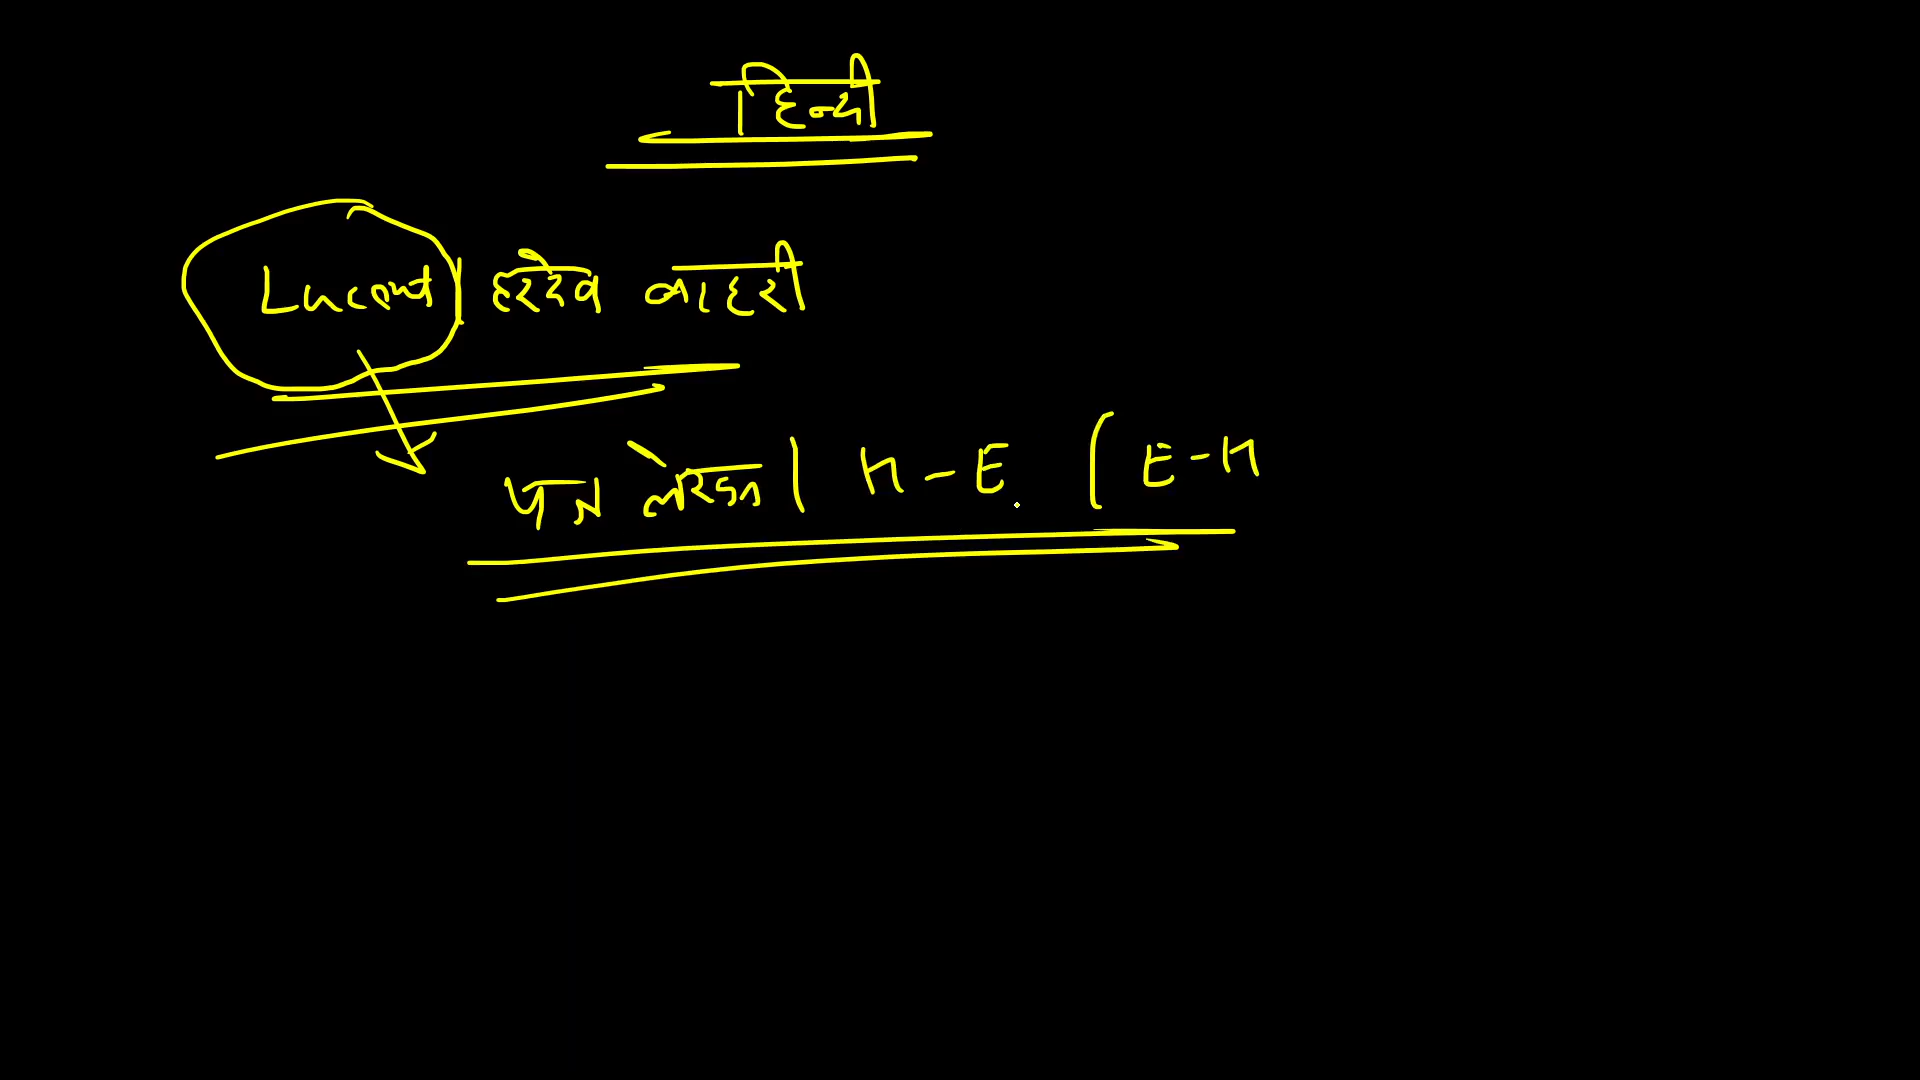 हिन्दी
Lucent | हरदेव बाहरी
पत्र लेखन | H - E ( E - H